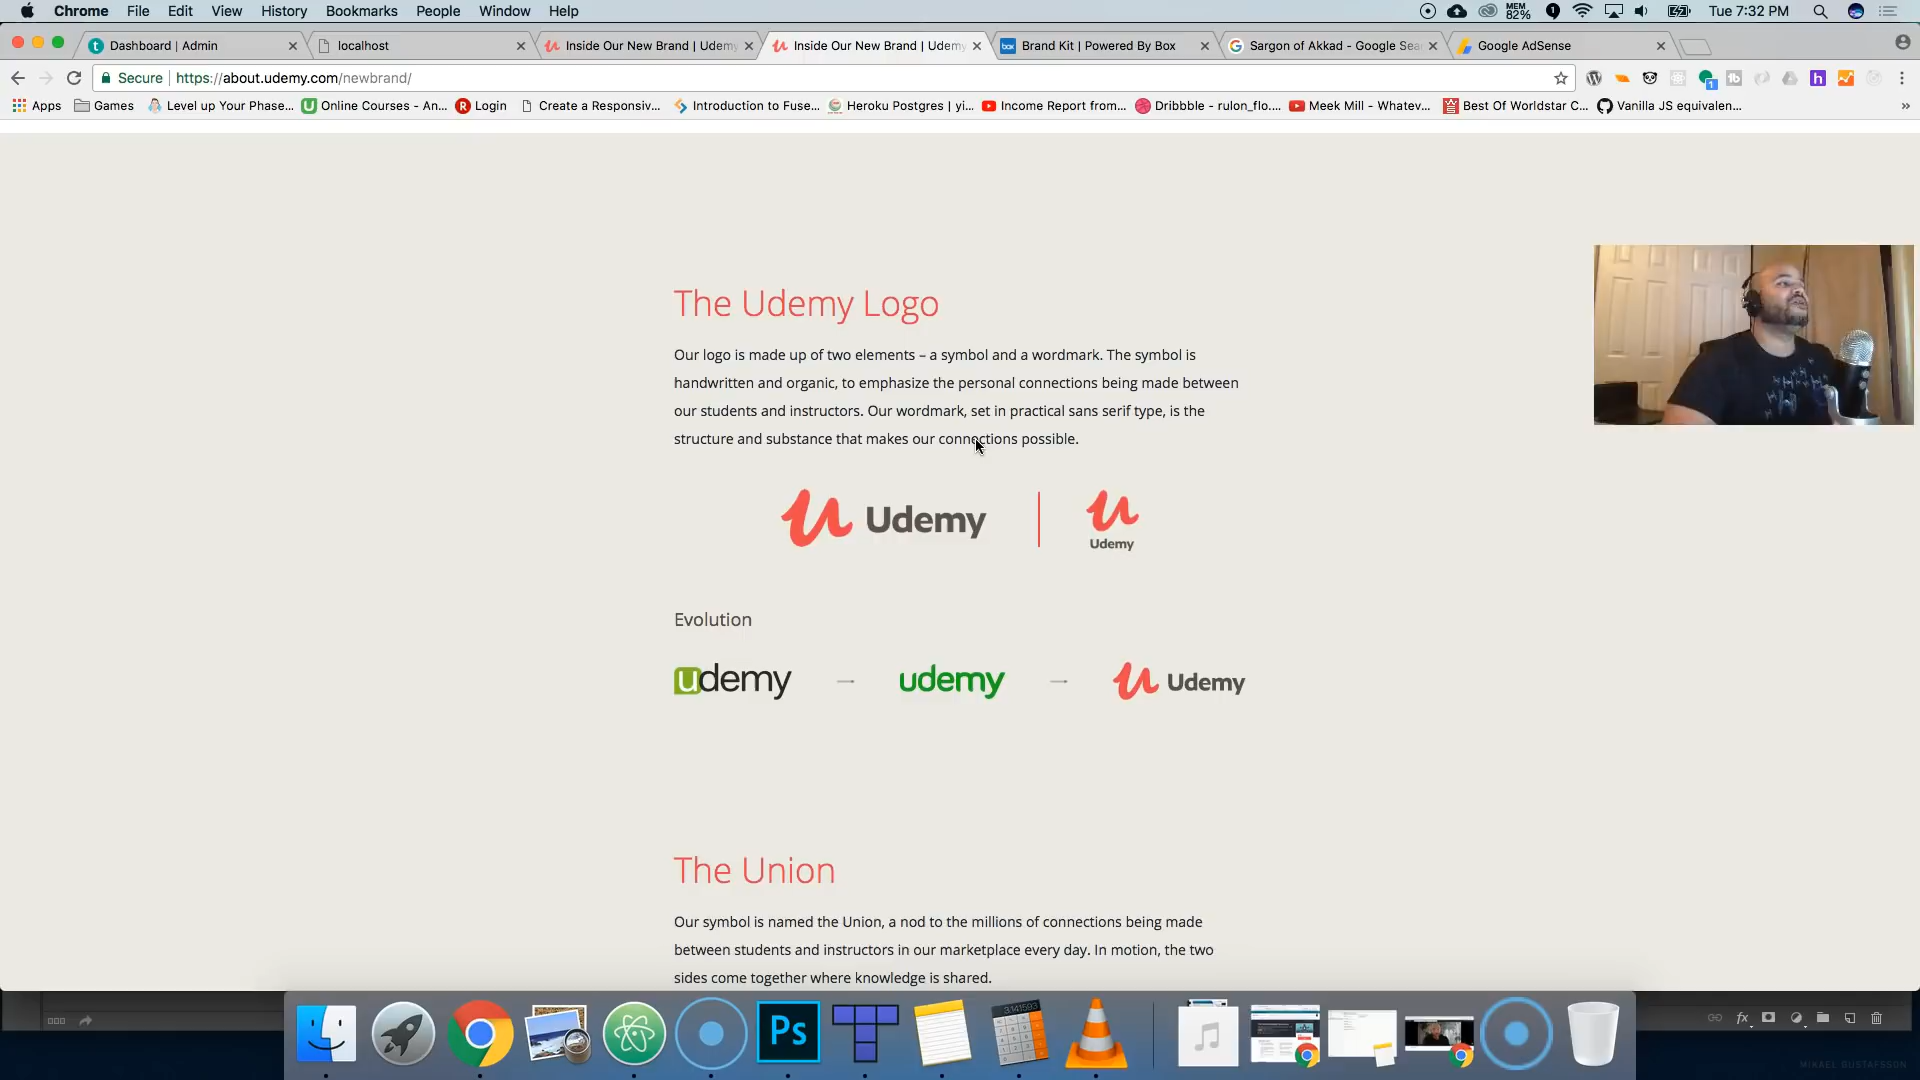 Chrome File Edit View History Bookmarks People Window Help
MEM
82%
Tue 7:32 PM
Dashboard | Admin
localhost
Inside Our New Brand | Udemy
Inside Our New Brand | Udemy
Brand Kit | Powered By Box
Sargon of Akkad - Google Sea
Google AdSense
Secure https://about.udemy.com/newbrand/
Apps Games Level up Your Phase... Online Courses - An... Login Create a Responsiv... Introduction to Fuse... Heroku Postgres | yi... Income Report from... Dribbble - rulon_flo.... Meek Mill - Whatev... Best Of Worldstar C... Vanilla JS equivalen... »
The Udemy Logo
Our logo is made up of two elements – a symbol and a wordmark. The symbol is
handwritten and organic, to emphasize the personal connections being made between
our students and instructors. Our wordmark, set in practical sans serif type, is the
structure and substance that makes our connections possible.
u Udemy
u
Udemy
Evolution
udemy
udemy
u Udemy
The Union
Our symbol is named the Union, a nod to the millions of connections being made
between students and instructors in our marketplace every day. In motion, the two
sides come together where knowledge is shared.
Ps
3.141593
fx
MIKAEL GUSTAFSSON